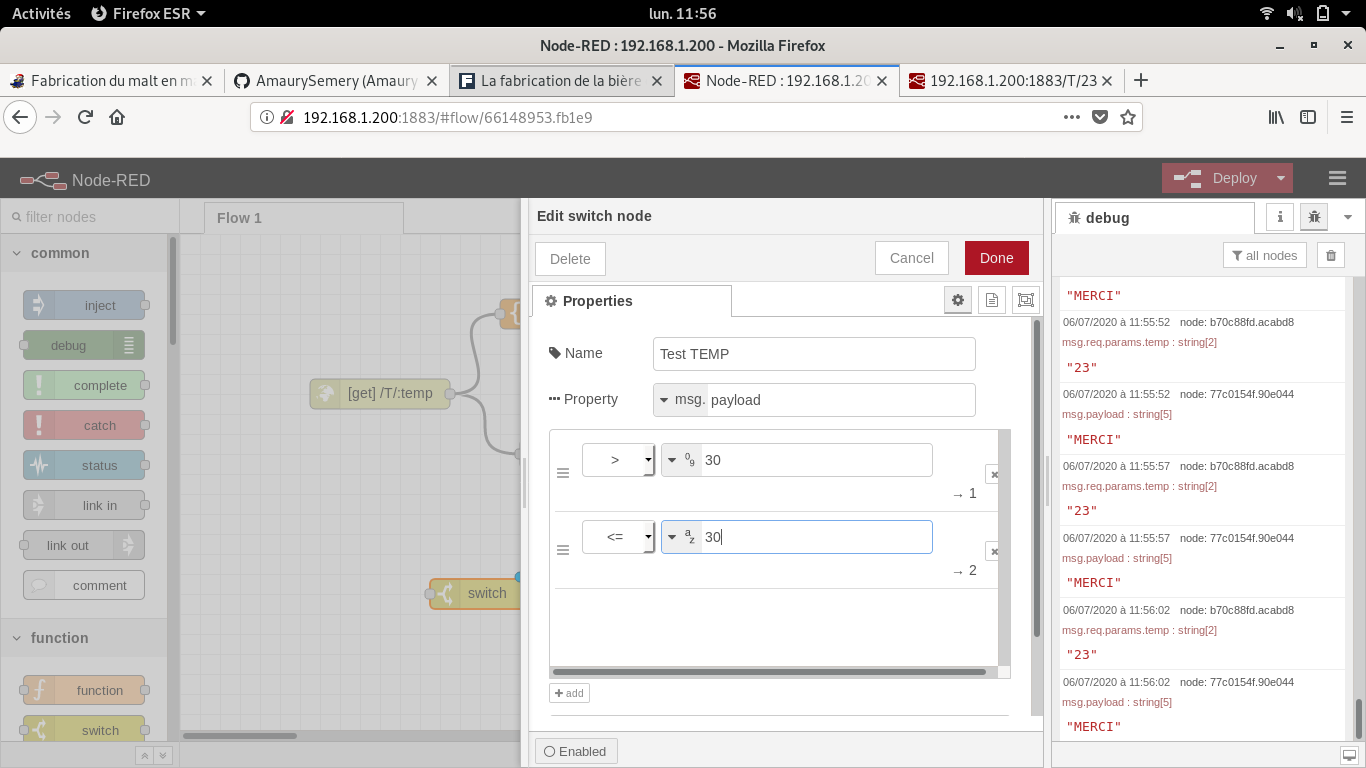 Activités Firefox ESR lun. 11:56
Node-RED : 192.168.1.200 - Mozilla Firefox
Fabrication du malt en m
AmaurySemery (Amaury
La fabrication de la bière
Node-RED : 192.168.1.20
192.168.1.200:1883/T/23
192.168.1.200:1883/#flow/66148953.fb1e9
Node-RED
Deploy
filter nodes
common
inject
debug
complete
catch
status
link in
link out
comment
function
function
switch
Flow 1
[get] /T/:temp
switch
Edit switch node
Delete
Cancel
Done
Properties
Name
Test TEMP
Property
msg. payload
> 09 30
→ 1
<= az 30
→ 2
add
Enabled
debug
i
all nodes
"MERCI"
06/07/2020 à 11:55:52 node: b70c88fd.acabd8
msg.req.params.temp : string[2]
"23"
06/07/2020 à 11:55:52 node: 77c0154f.90e044
msg.payload : string[5]
"MERCI"
06/07/2020 à 11:55:57 node: b70c88fd.acabd8
msg.req.params.temp : string[2]
"23"
06/07/2020 à 11:55:57 node: 77c0154f.90e044
msg.payload : string[5]
"MERCI"
06/07/2020 à 11:56:02 node: b70c88fd.acabd8
msg.req.params.temp : string[2]
"23"
06/07/2020 à 11:56:02 node: 77c0154f.90e044
msg.payload : string[5]
"MERCI"